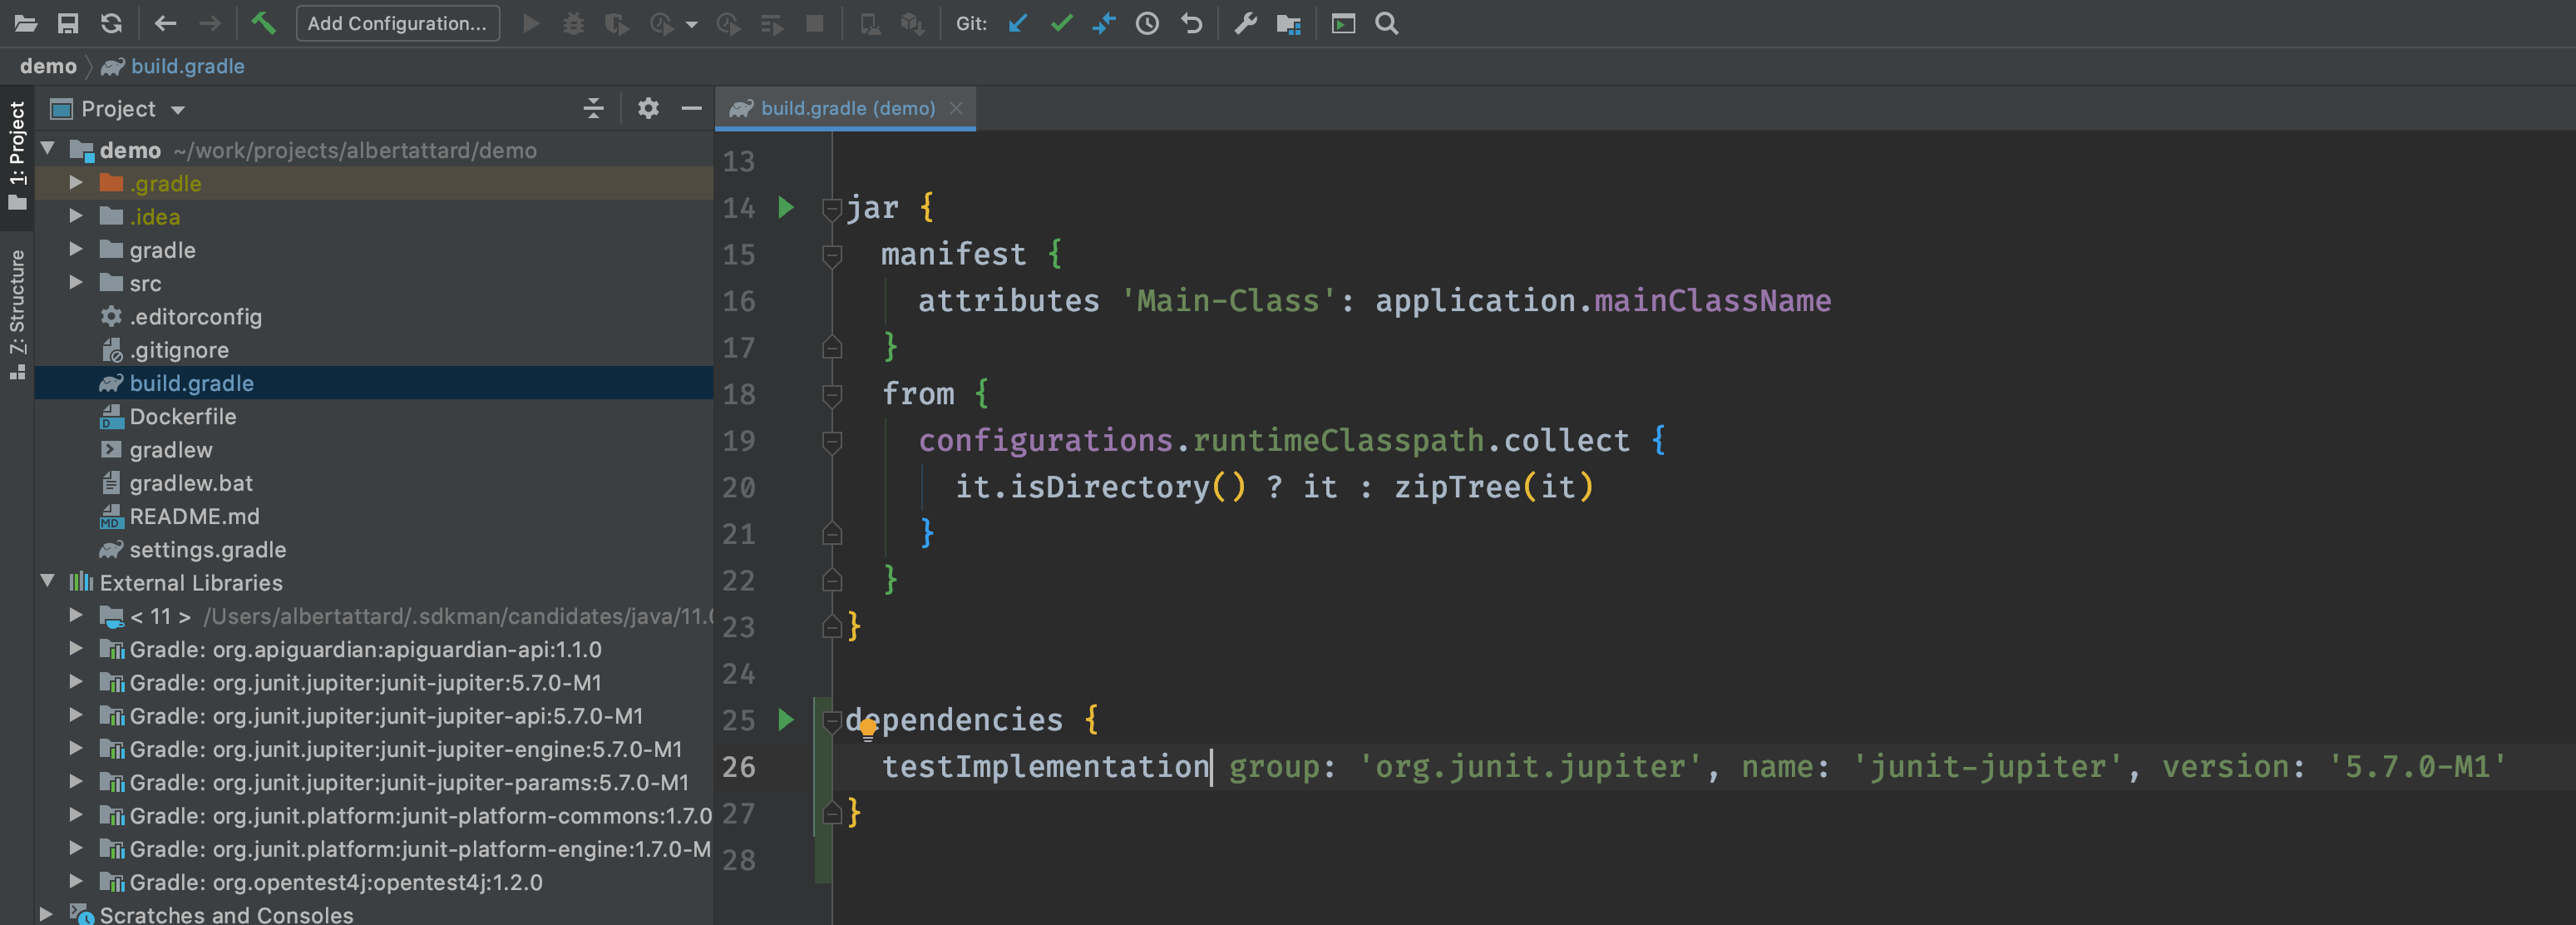 Add Configuration...
Git:
demo
build.gradle
1: Project
Z: Structure
Project
demo ~/work/projects/albertattard/demo
.gradle
.idea
gradle
src
.editorconfig
.gitignore
build.gradle
Dockerfile
gradlew
gradlew.bat
README.md
settings.gradle
External Libraries
< 11 > /Users/albertattard/.sdkman/candidates/java/11.0
Gradle: org.apiguardian:apiguardian-api:1.1.0
Gradle: org.junit.jupiter:junit-jupiter:5.7.0-M1
Gradle: org.junit.jupiter:junit-jupiter-api:5.7.0-M1
Gradle: org.junit.jupiter:junit-jupiter-engine:5.7.0-M1
Gradle: org.junit.jupiter:junit-jupiter-params:5.7.0-M1
Gradle: org.junit.platform:junit-platform-commons:1.7.0
Gradle: org.junit.platform:junit-platform-engine:1.7.0-M
Gradle: org.opentest4j:opentest4j:1.2.0
Scratches and Consoles
build.gradle (demo)
13
14 jar {
15 manifest {
16 attributes 'Main-Class': application.mainClassName
17 }
18 from {
19 configurations.runtimeClasspath.collect {
20 it.isDirectory() ? it : zipTree(it)
21 }
22 }
23 }
24
25 dependencies {
26 testImplementation group: 'org.junit.jupiter', name: 'junit-jupiter', version: '5.7.0-M1'
27 }
28